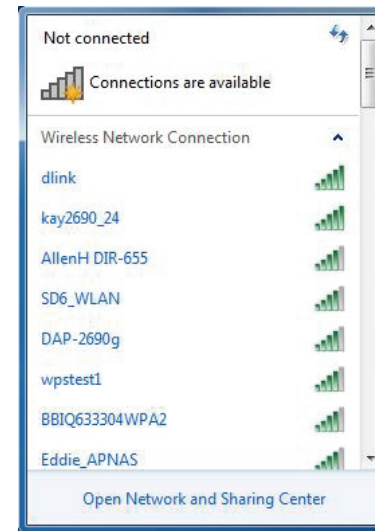 Not connected
Connections are available
Wireless Network Connection
dlink
kay2690_24
AllenH DIR-655
SD6_WLAN
DAP-2690g
wpstest1
BBIQ633304WPA2
Eddie_APNAS
Open Network and Sharing Center